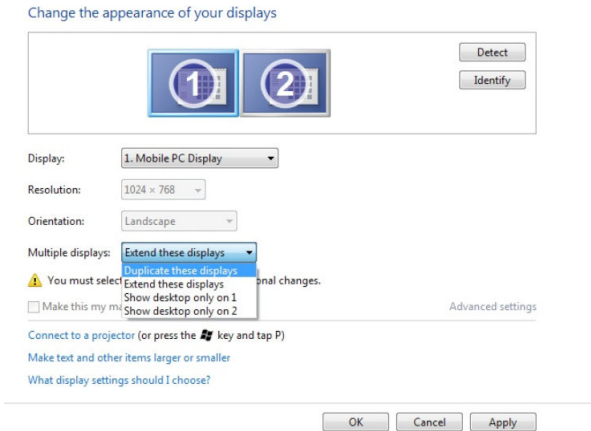 Change the appearance of your displays
1 2
Detect
Identify
Display: 1. Mobile PC Display
Resolution: 1024 × 768
Orientation: Landscape
Multiple displays: Extend these displays
Duplicate these displays
You must select onal changes.
Extend these displays
Show desktop only on 1
Make this my ma Advanced settings
Show desktop only on 2
Connect to a projector (or press the key and tap P)
Make text and other items larger or smaller
What display settings should I choose?
OK Cancel Apply